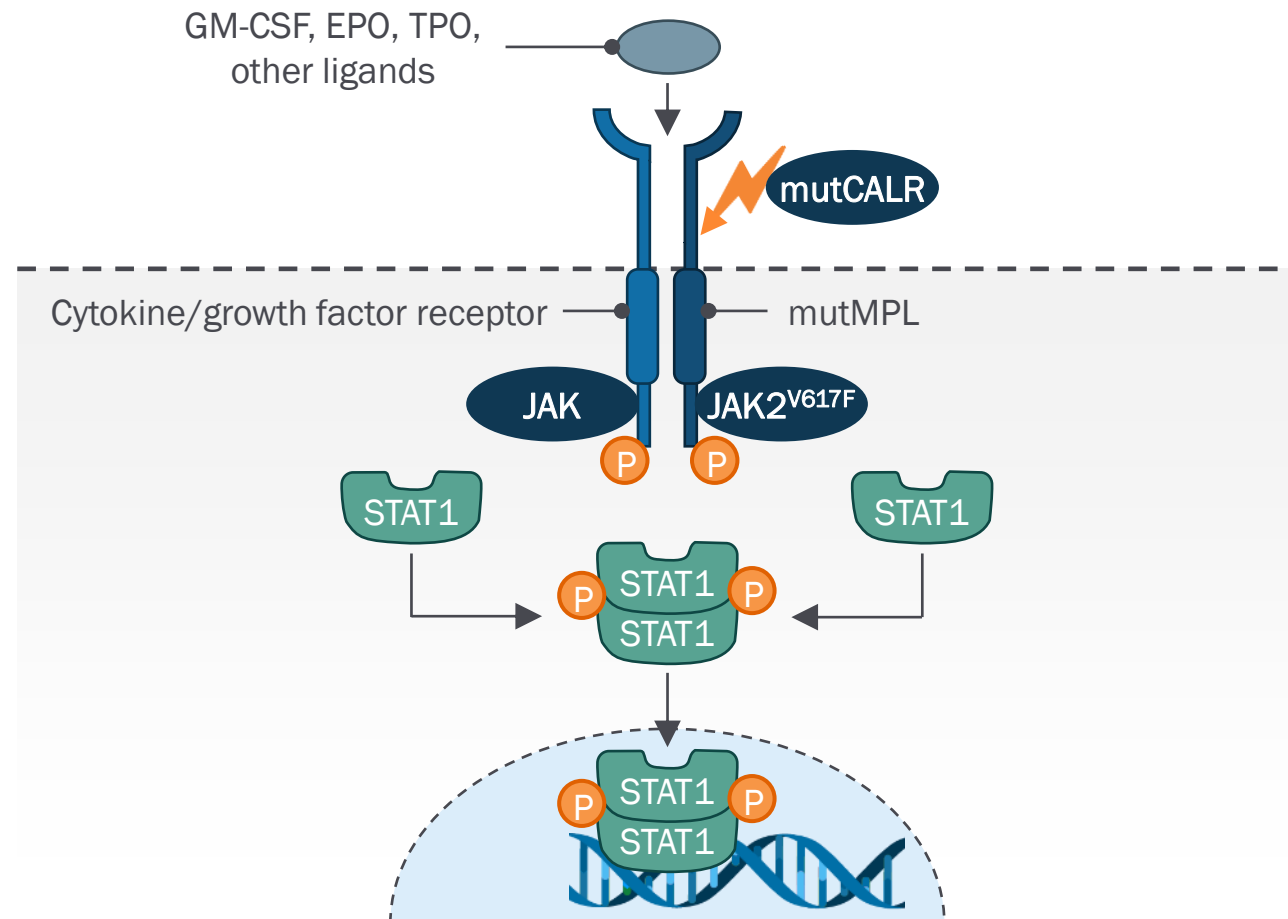 GM-CSF, EPO, TPO,
other ligands
mutCALR
Cytokine/growth factor receptor
mutMPL
JAK
JAK2V617F
P
P
STAT1
STAT1
P
STAT1
P
STAT1
P
STAT1
P
STAT1